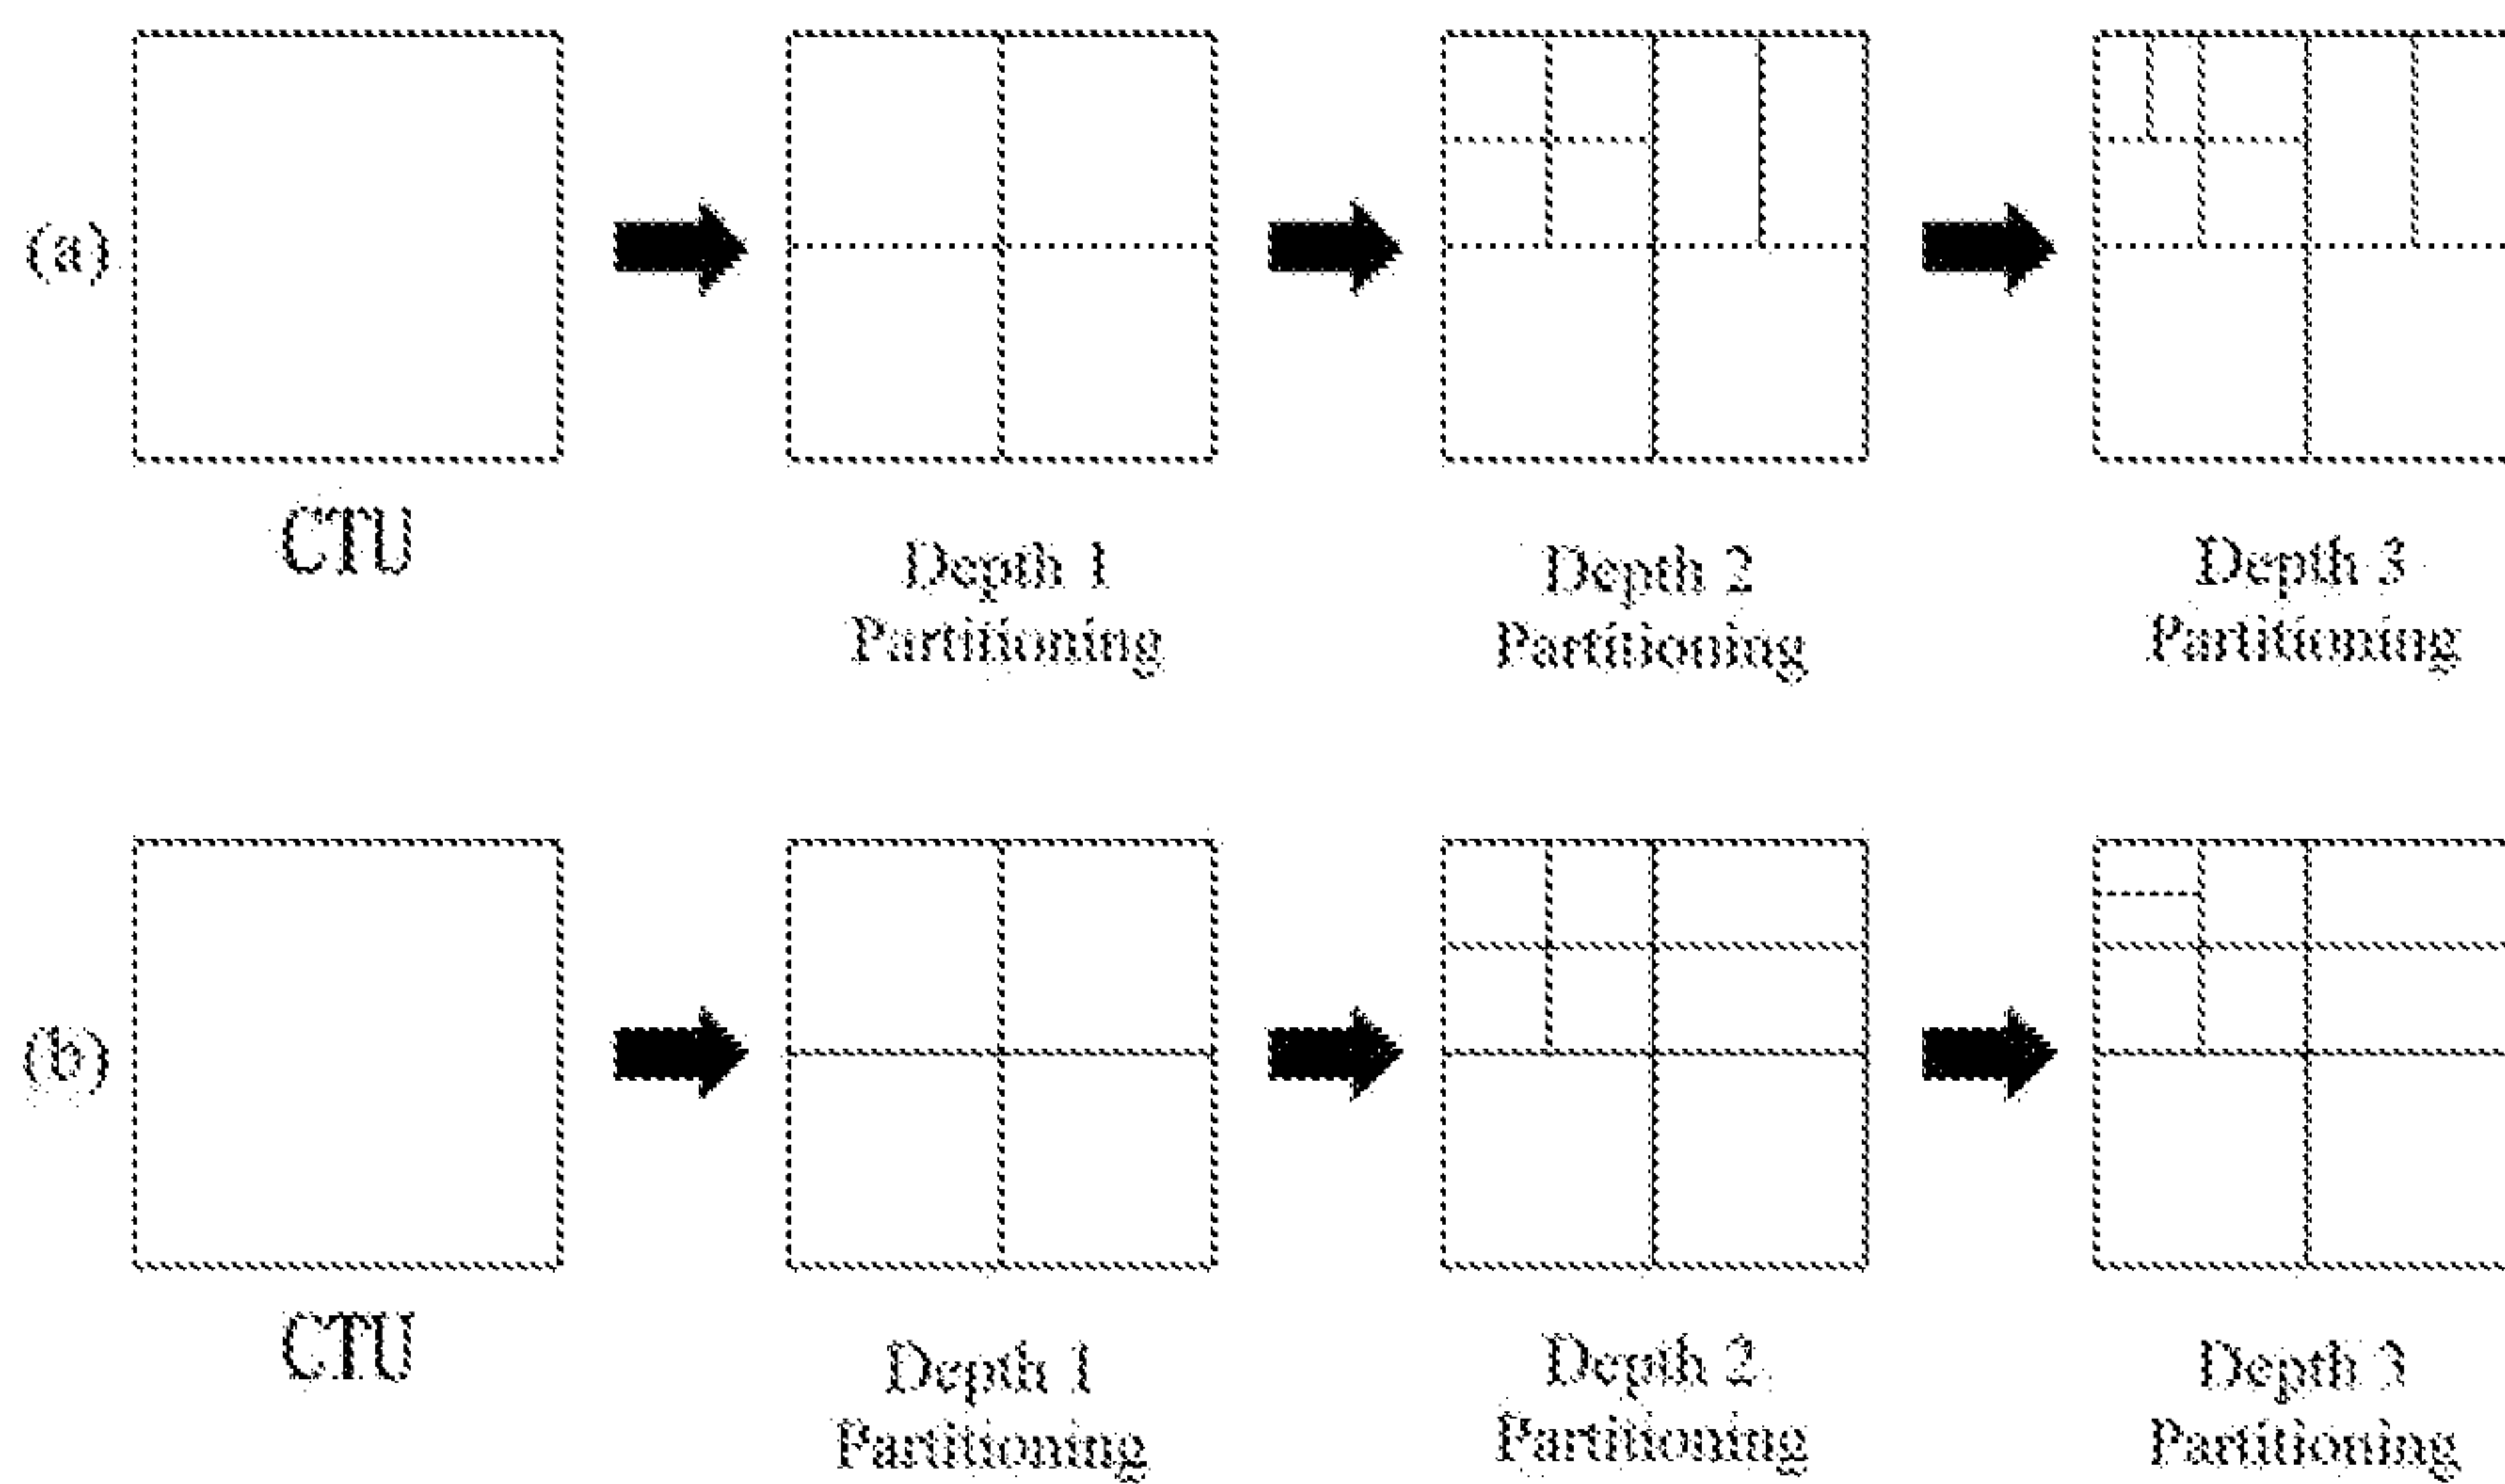 (a)
CTU
Depth 1
Partitioning
Depth 2
Partitioning
Depth 3
Partitioning
(b)
CTU
Depth 1
Partitioning
Depth 2
Partitioning
Depth 3
Partitioning